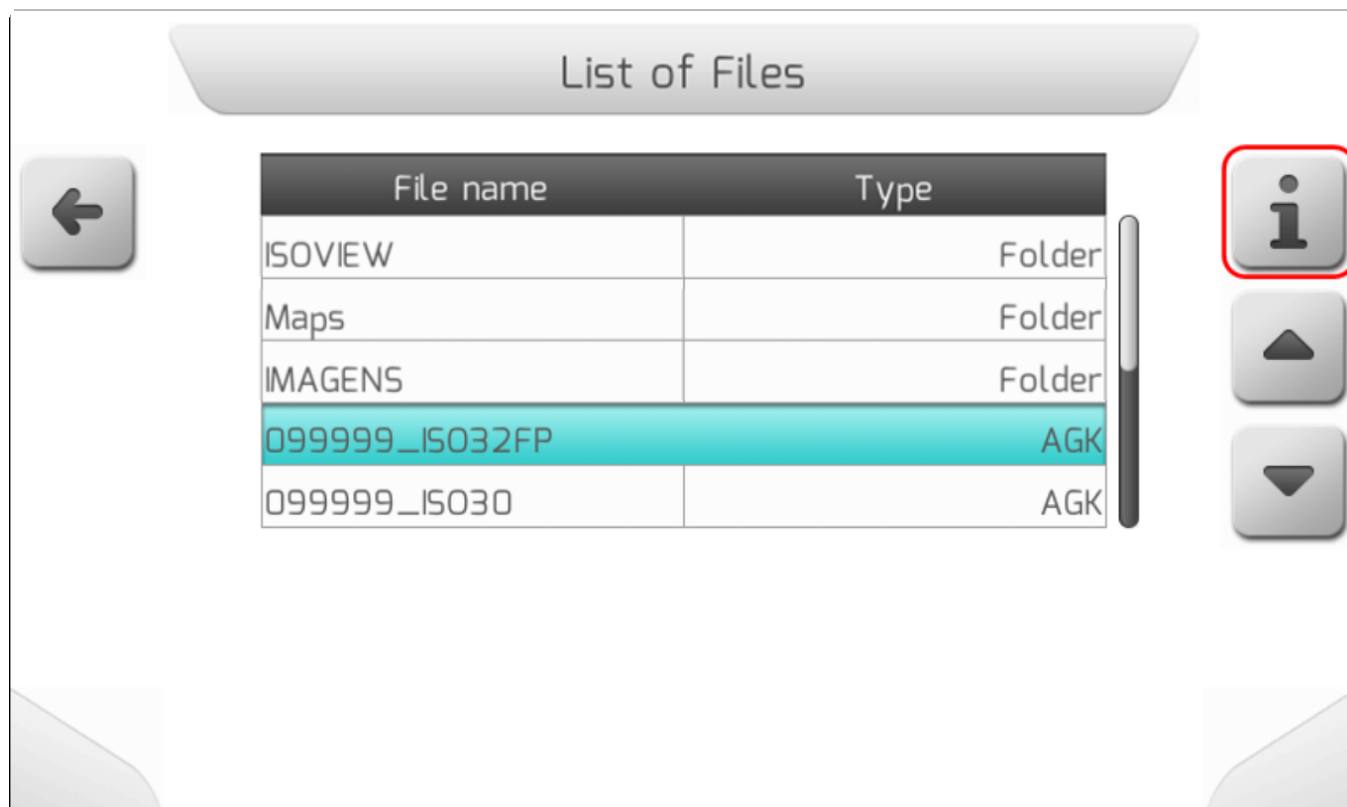 List of Files
File name Type
ISOVIEW Folder
Maps Folder
IMAGENS Folder
099999_ISO32FP AGK
099999_ISO30 AGK